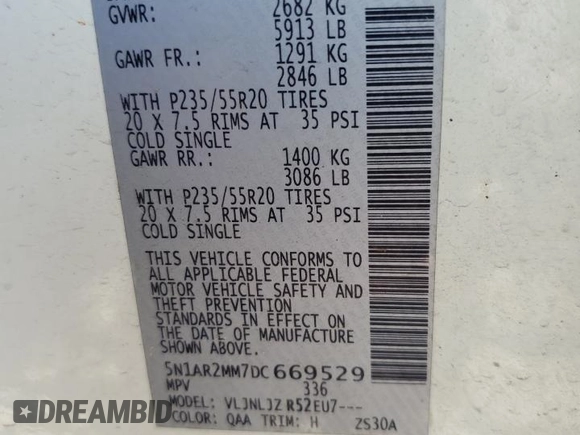 GVWR: 2682 KG
5913 LB
GAWR FR.: 1291 KG
2846 LB
WITH P235/55R20 TIRES
20 X 7.5 RIMS AT 35 PSI
COLD SINGLE
GAWR RR.: 1400 KG
3086 LB
WITH P235/55R20 TIRES
20 X 7.5 RIMS AT 35 PSI
COLD SINGLE
THIS VEHICLE CONFORMS TO
ALL APPLICABLE FEDERAL
MOTOR VEHICLE SAFETY AND
THEFT PREVENTION
STANDARDS IN EFFECT ON
THE DATE OF MANUFACTURE
SHOWN ABOVE.
5N1AR2MM7DC669529
MPV 336
MODEL: VLJNLJZ R52EU7---
COLOR: QAA TRIM: H ZS30A
EPICVIN.COM